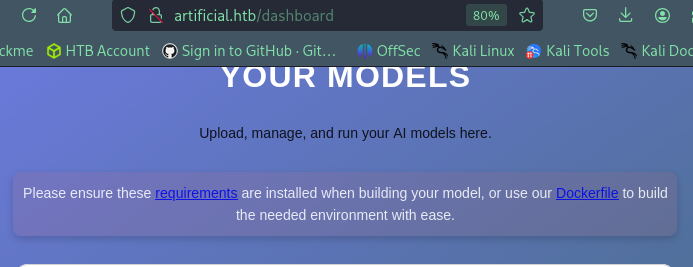 artificial.htb/dashboard 80%
ckme HTB Account Sign in to GitHub · Git… OffSec Kali Linux Kali Tools Kali Doc
YOUR MODELS
Upload, manage, and run your AI models here.
Please ensure these requirements are installed when building your model, or use our Dockerfile to build
the needed environment with ease.